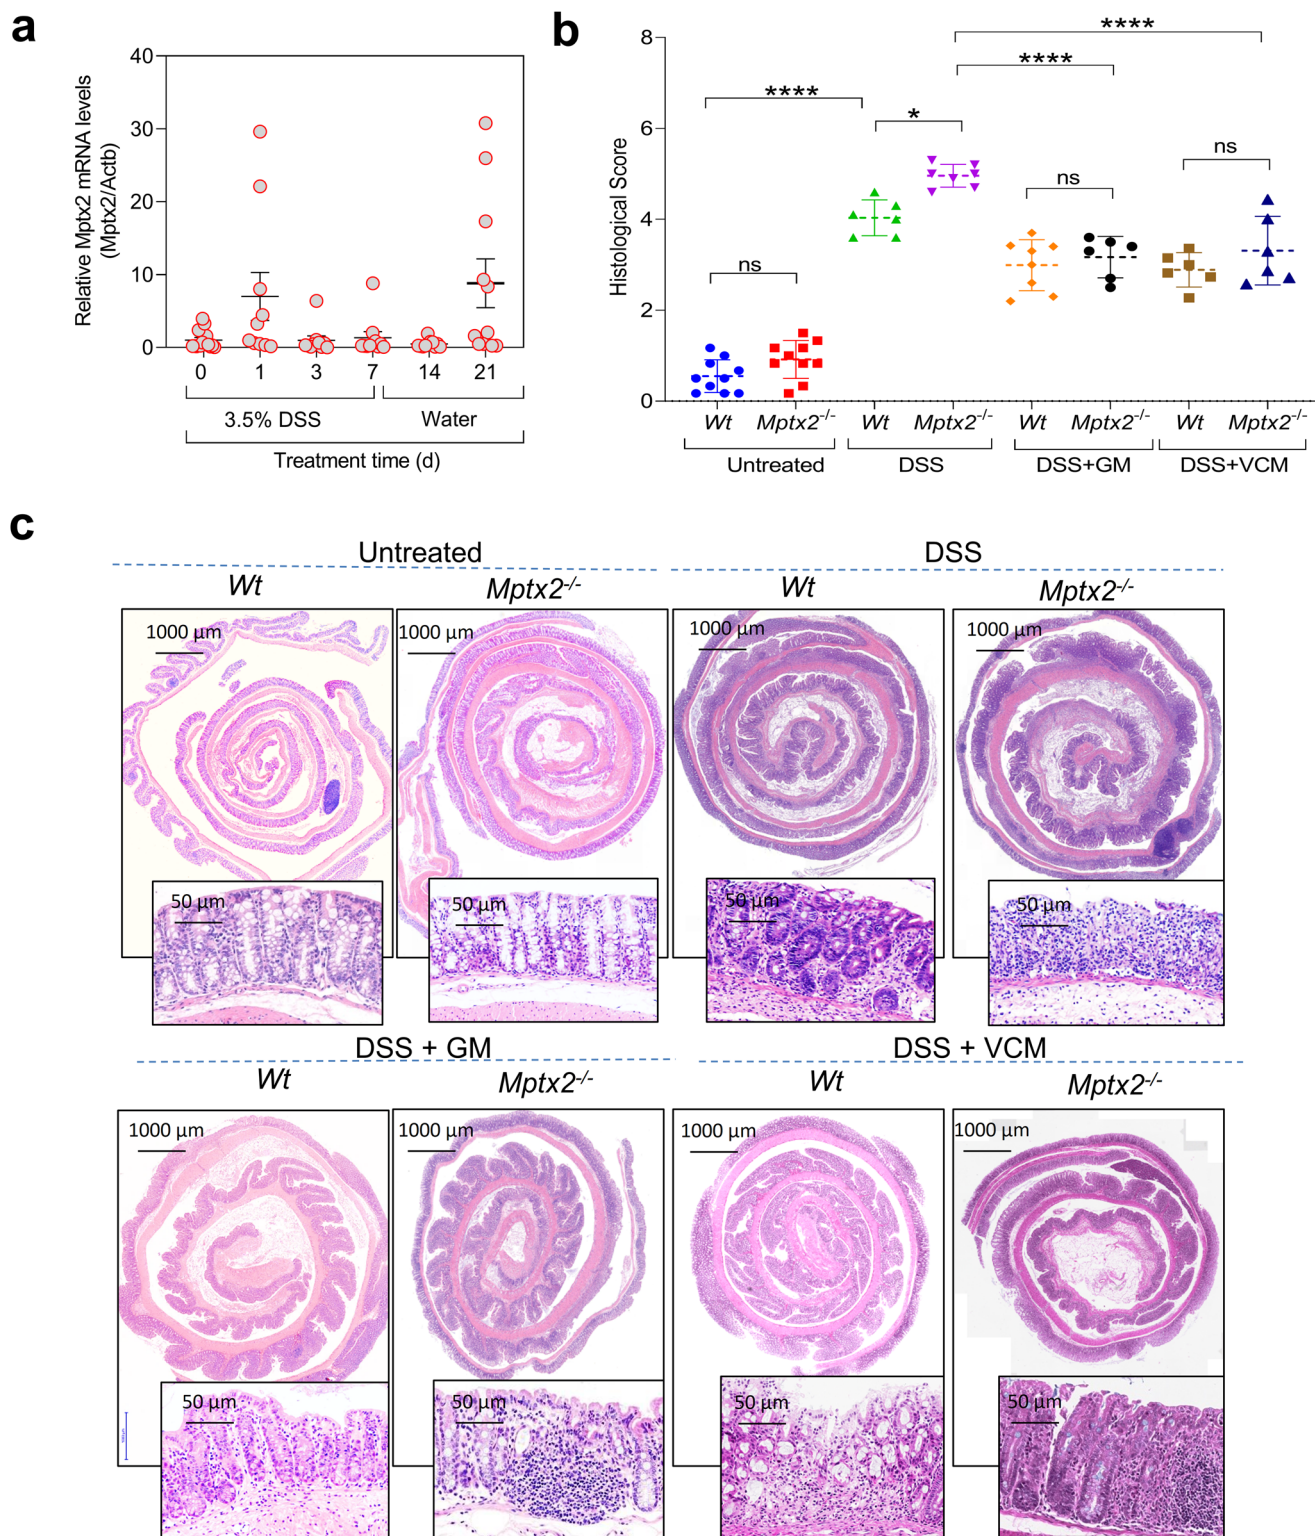 a
Relative Mptx2 mRNA levels
(Mptx2/Actb)
40
30
20
10
0
0 1 3 7 14 21
3.5% DSS Water
Treatment time (d)
b
Histological Score
8
6
4
2
0
****
****
****
*
ns
ns
ns
Wt Mptx2-/- Wt Mptx2-/- Wt Mptx2-/- Wt Mptx2-/-
Untreated DSS DSS+GM DSS+VCM
c
Untreated DSS
Wt Mptx2-/- Wt Mptx2-/-
1000 µm 1000 µm 1000 µm 1000 µm
50 µm 50 µm 50 µm 50 µm
DSS + GM DSS + VCM
Wt Mptx2-/- Wt Mptx2-/-
1000 µm 1000 µm 1000 µm 1000 µm
50 µm 50 µm 50 µm 50 µm